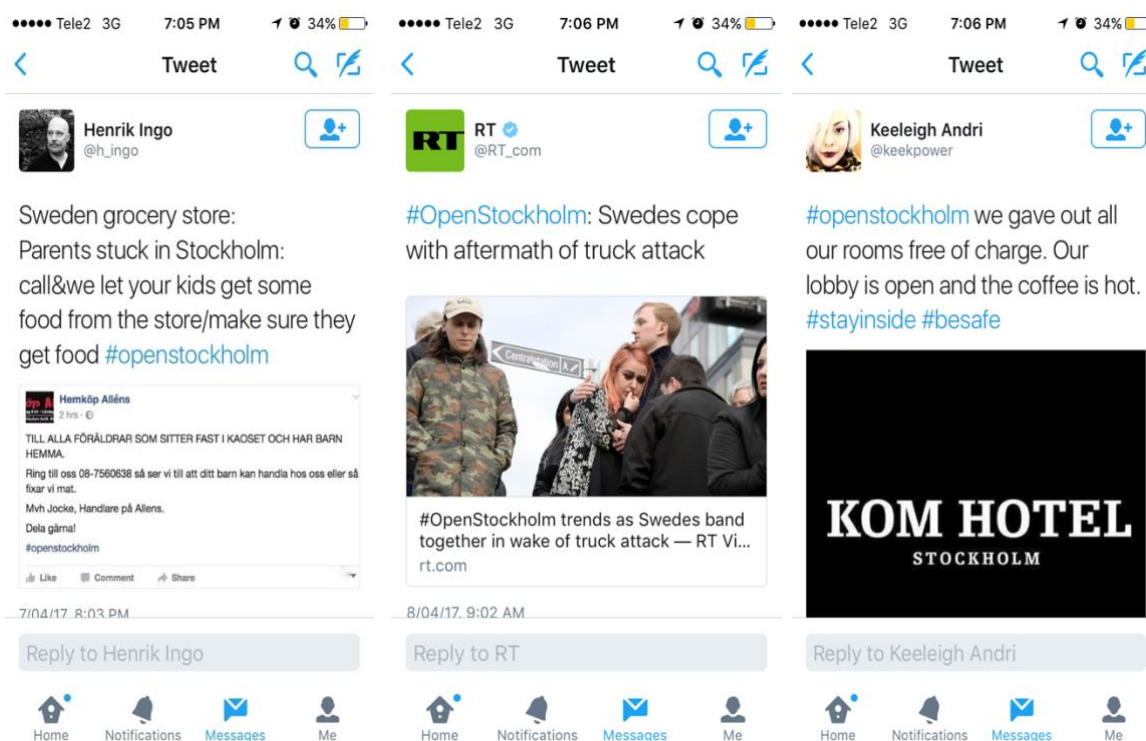 Tele2 3G 7:05 PM 34%
Tweet
Henrik Ingo
@h_ingo
Sweden grocery store:
Parents stuck in Stockholm:
call&we let your kids get some
food from the store/make sure they
get food #openstockholm
Hemköp Alléns
2 hrs
TILL ALLA FÖRÄLDRAR SOM SITTER FAST I KAOSET OCH HAR BARN
HEMMA.
Ring till oss 08-7560638 så ser vi till att ditt barn kan handla hos oss eller så
fixar vi mat.
Mvh Jocke, Handlare på Allens.
Dela gärna!
#openstockholm
Like Comment Share
7/04/17, 8:03 PM
Reply to Henrik Ingo
Home Notifications Messages Me
Tele2 3G 7:06 PM 34%
Tweet
RT
RT
@RT_com
#OpenStockholm: Swedes cope
with aftermath of truck attack
Centralstation
#OpenStockholm trends as Swedes band
together in wake of truck attack — RT Vi...
rt.com
8/04/17, 9:02 AM
Reply to RT
Home Notifications Messages Me
Tele2 3G 7:06 PM 34%
Tweet
Keeleigh Andri
@keekpower
#openstockholm we gave out all
our rooms free of charge. Our
lobby is open and the coffee is hot.
#stayinside #besafe
KOM HOTEL
STOCKHOLM
Reply to Keeleigh Andri
Home Notifications Messages Me